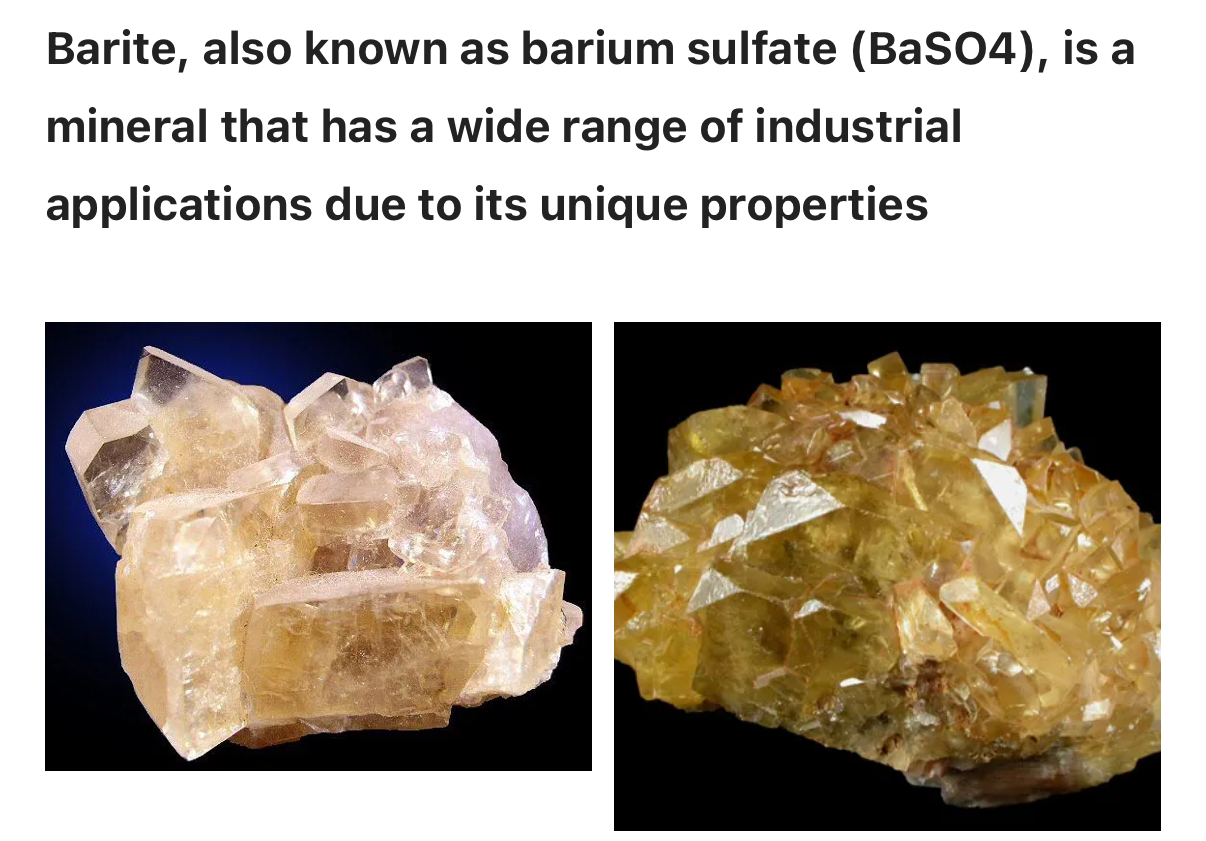 Barite, also known as barium sulfate (BaSO4), is a
mineral that has a wide range of industrial
applications due to its unique properties